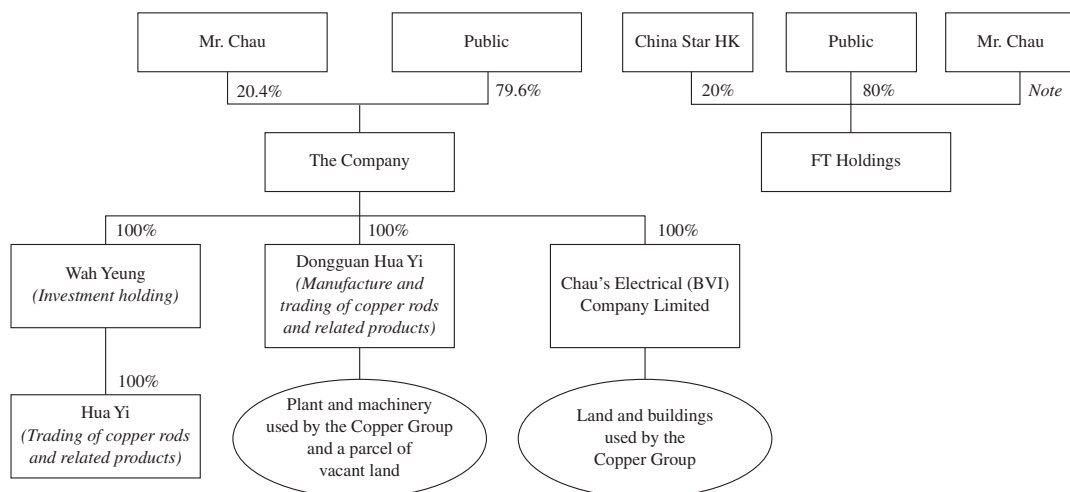 Mr. Chau
Public
China Star HK
Public
Mr. Chau
20.4%
79.6%
20%
80%
Note
The Company
FT Holdings
100%
100%
100%
Wah Yeung
(Investment holding)
Dongguan Hua Yi
(Manufacture and
trading of copper rods
and related products)
Chau's Electrical (BVI)
Company Limited
100%
Hua Yi
(Trading of copper rods
and related products)
Plant and machinery
used by the Copper Group
and a parcel of
vacant land
Land and buildings
used by the
Copper Group